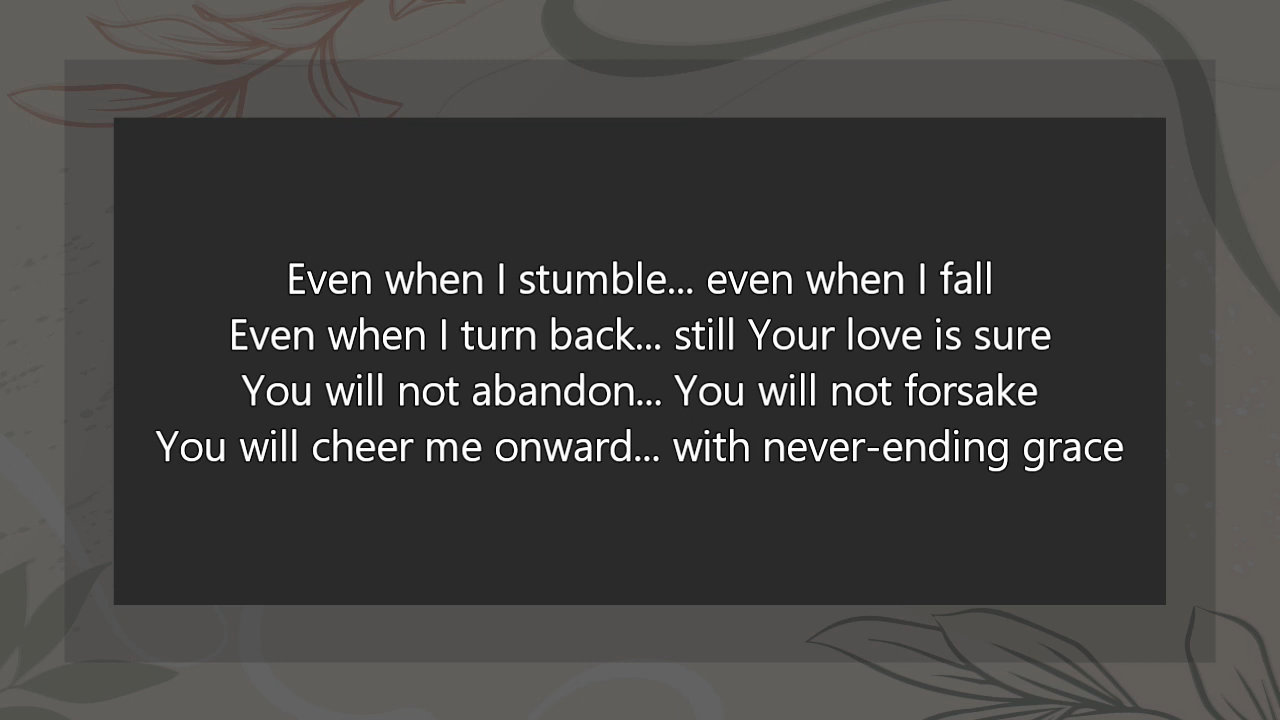 Even when I stumble... even when I fall
Even when I turn back... still Your love is sure
You will not abandon... You will not forsake
You will cheer me onward... with never-ending grace